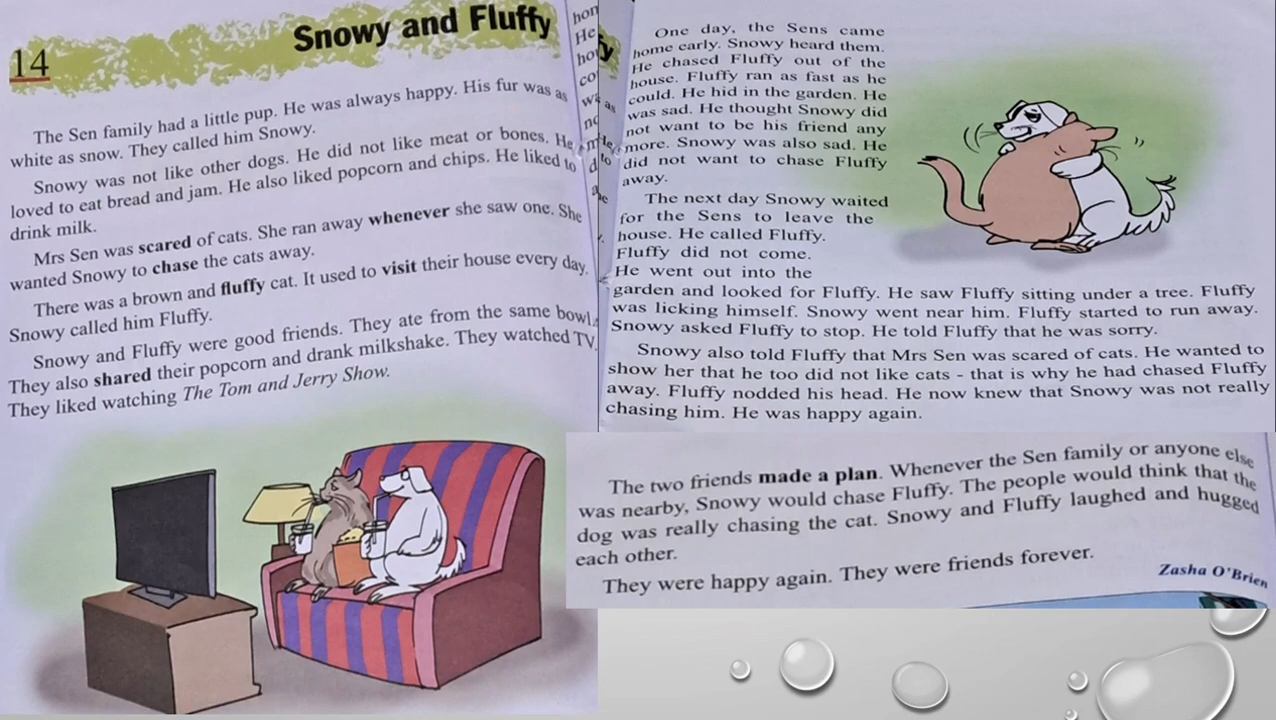 14
Snowy and Fluffy
The Sen family had a little pup. He was always happy. His fur was as
white as snow. They called him Snowy.
Snowy was not like other dogs. He did not like meat or bones. He
loved to eat bread and jam. He also liked popcorn and chips. He liked to
drink milk.
Mrs Sen was scared of cats. She ran away whenever she saw one. She
wanted Snowy to chase the cats away.
There was a brown and fluffy cat. It used to visit their house every day.
Snowy called him Fluffy.
Snowy and Fluffy were good friends. They ate from the same bowl.
They also shared their popcorn and drank milkshake. They watched TV.
They liked watching The Tom and Jerry Show.
One day, the Sens came
home early. Snowy heard them.
He chased Fluffy out of the
house. Fluffy ran as fast as he
could. He hid in the garden. He
was sad. He thought Snowy did
not want to be his friend any
more. Snowy was also sad. He
did not want to chase Fluffy
away.
The next day Snowy waited
for the Sens to leave the
house. He called Fluffy.
Fluffy did not come.
He went out into the
garden and looked for Fluffy. He saw Fluffy sitting under a tree. Fluffy
was licking himself. Snowy went near him. Fluffy started to run away.
Snowy asked Fluffy to stop. He told Fluffy that he was sorry.
Snowy also told Fluffy that Mrs Sen was scared of cats. He wanted to
show her that he too did not like cats - that is why he had chased Fluffy
away. Fluffy nodded his head. He now knew that Snowy was not really
chasing him. He was happy again.
The two friends made a plan. Whenever the Sen family or anyone else
was nearby, Snowy would chase Fluffy. The people would think that the
dog was really chasing the cat. Snowy and Fluffy laughed and hugged
each other.
They were happy again. They were friends forever.
Zasha O'Brien